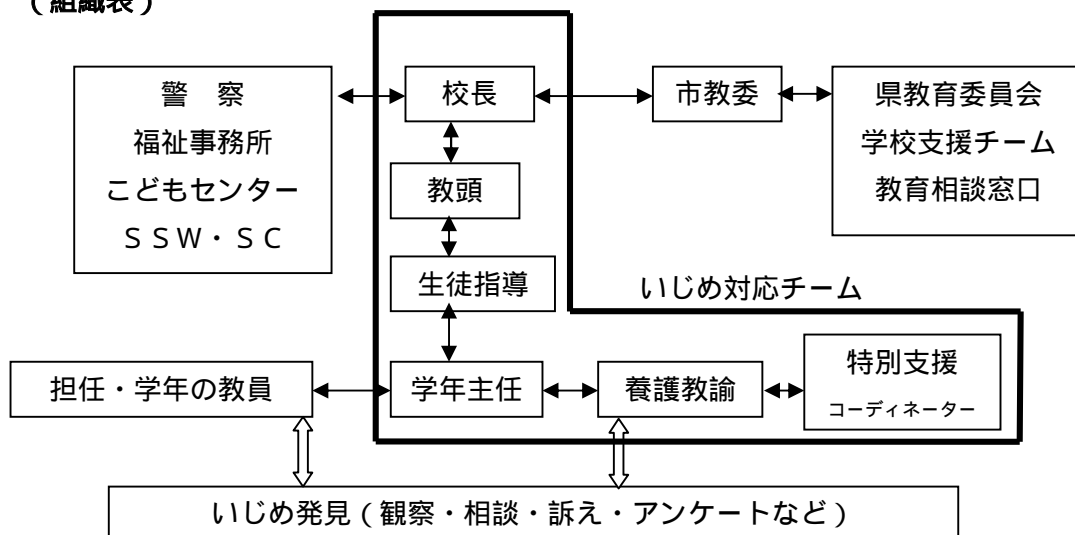 （組織表）
警　察
福祉事務所
こどもセンター
ＳＳＷ・ＳＣ
校長
市教委
県教育委員会
学校支援チーム
教育相談窓口
教頭
生徒指導
いじめ対応チーム
担任・学年の教員
学年主任
養護教諭
特別支援
コーディネーター
いじめ発見（観察・相談・訴え・アンケートなど）